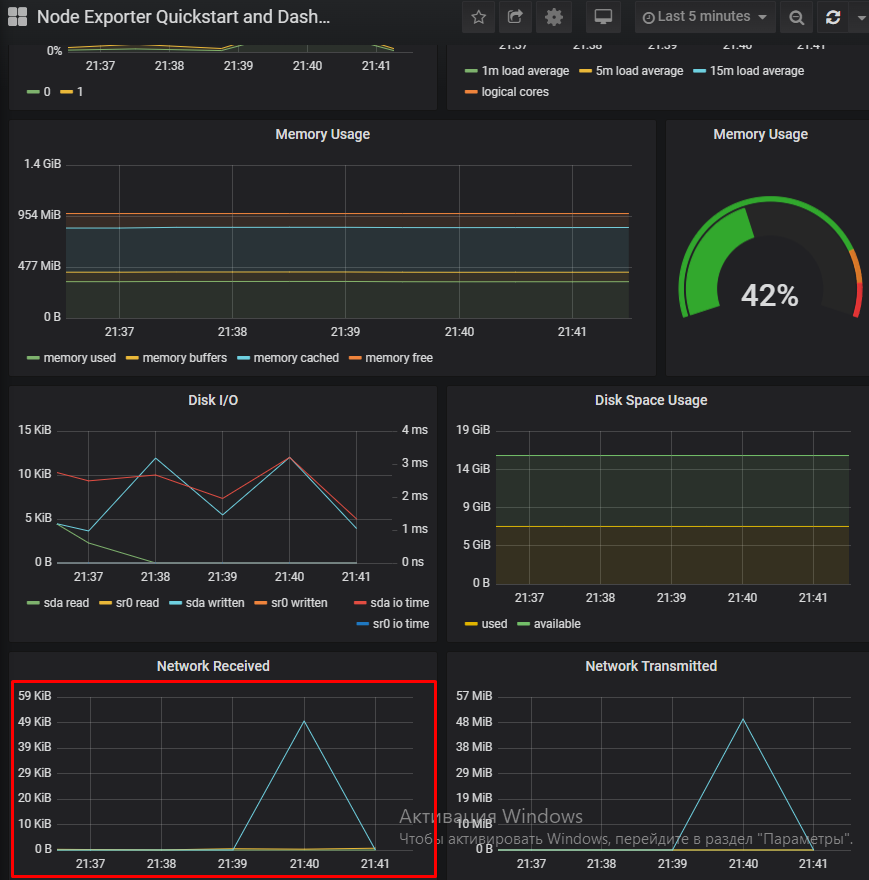 Node Exporter Quickstart and Dash...
Last 5 minutes
0%
21:37 21:38 21:39 21:40 21:41
0 1
21:37 21:38 21:39 21:40 21:41
1m load average 5m load average 15m load average
logical cores
Memory Usage
1.4 GiB
954 MiB
477 MiB
0 B
21:37 21:38 21:39 21:40 21:41
memory used memory buffers memory cached memory free
Memory Usage
42%
Disk I/O
15 KiB
10 KiB
5 KiB
0 B
4 ms
3 ms
2 ms
1 ms
0 ns
21:37 21:38 21:39 21:40 21:41
sda read sr0 read sda written sr0 written sda io time
sr0 io time
Disk Space Usage
19 GiB
14 GiB
9 GiB
5 GiB
0 B
21:37 21:38 21:39 21:40 21:41
used available
Network Received
59 KiB
49 KiB
39 KiB
29 KiB
20 KiB
10 KiB
0 B
21:37 21:38 21:39 21:40 21:41
Network Transmitted
57 MiB
48 MiB
38 MiB
29 MiB
19 MiB
10 MiB
0 B
21:37 21:38 21:39 21:40 21:41
Активация Windows
Чтобы активировать Windows, перейдите в раздел "Параметры".